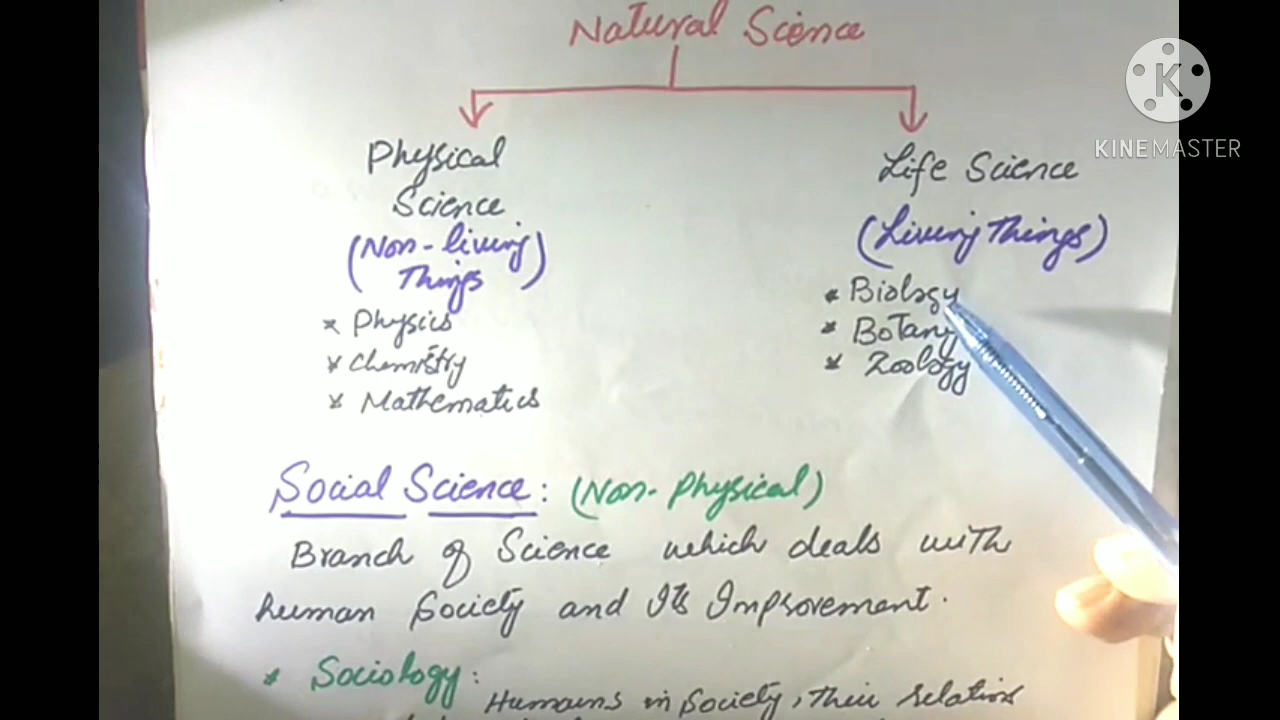 Natural Science
Physical
Science
(Non-living
Things)
* Physics
* Chemistry
* Mathematics
Life Science
(Living Things)
* Biology
* Botany
* Zoology
Social Science: (Non-Physical)
Branch of Science which deals with
human Society and Its Improvement.
* Sociology:
Humans in Society, Their relations
K
KINEMASTER